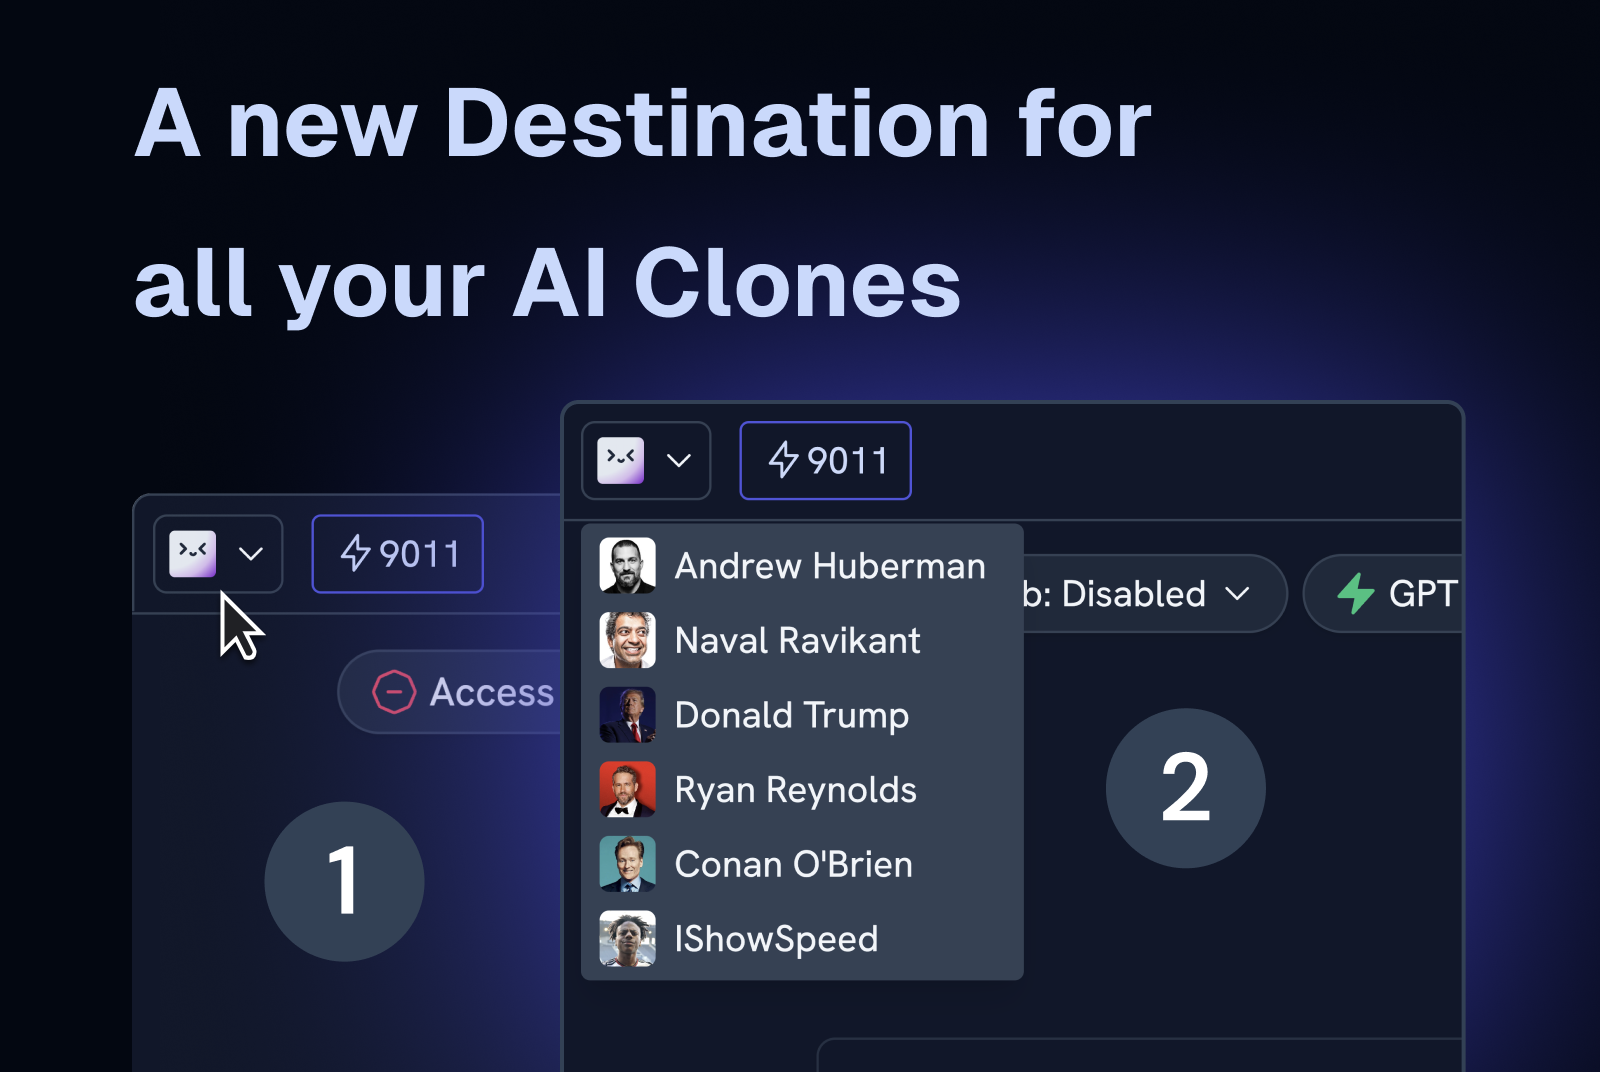 A new Destination for
all your AI Clones
9011
Access
1
9011
b: Disabled
GPT
Andrew Huberman
Naval Ravikant
Donald Trump
Ryan Reynolds
Conan O'Brien
IShowSpeed
2